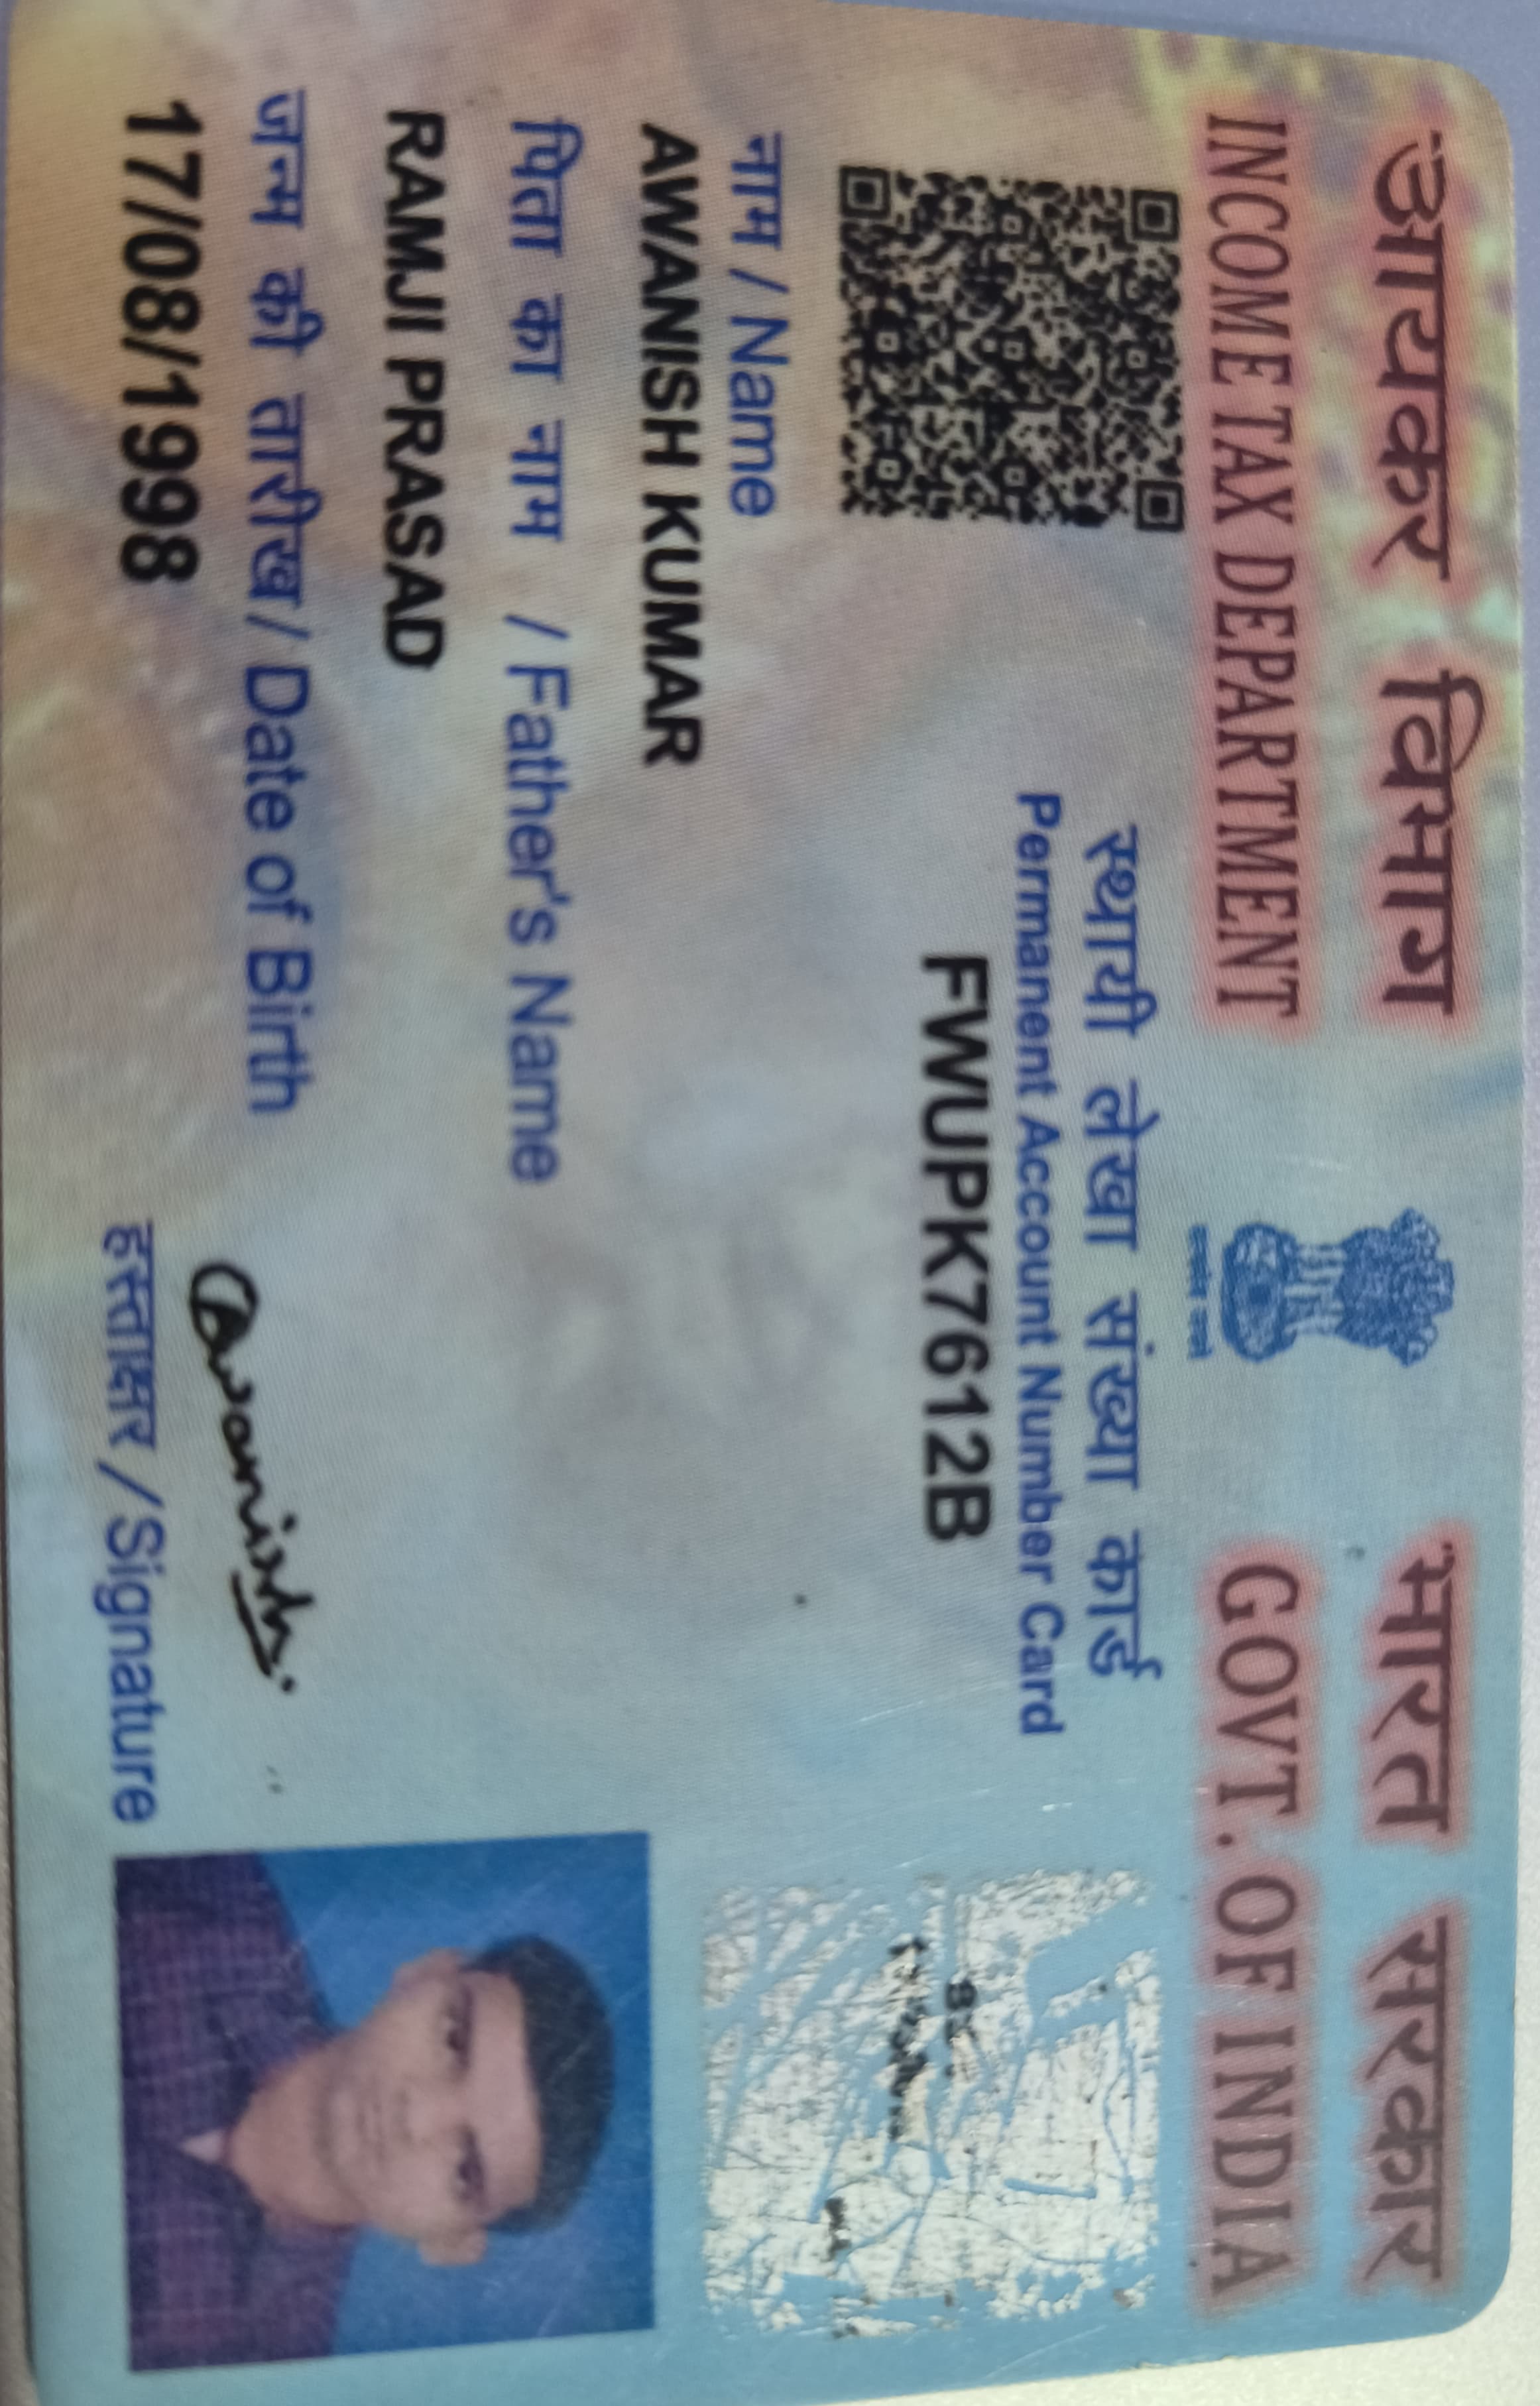 आयकर विभाग
INCOME TAX DEPARTMENT
भारत सरकार
GOVT. OF INDIA
सत्यमेव जयते
स्थायी लेखा संख्या कार्ड
Permanent Account Number Card
FWUPK7612B
नाम / Name
AWANISH KUMAR
पिता का नाम / Father's Name
RAMJI PRASAD
जन्म की तारीख / Date of Birth
17/08/1998
Awanish.
हस्ताक्षर / Signature